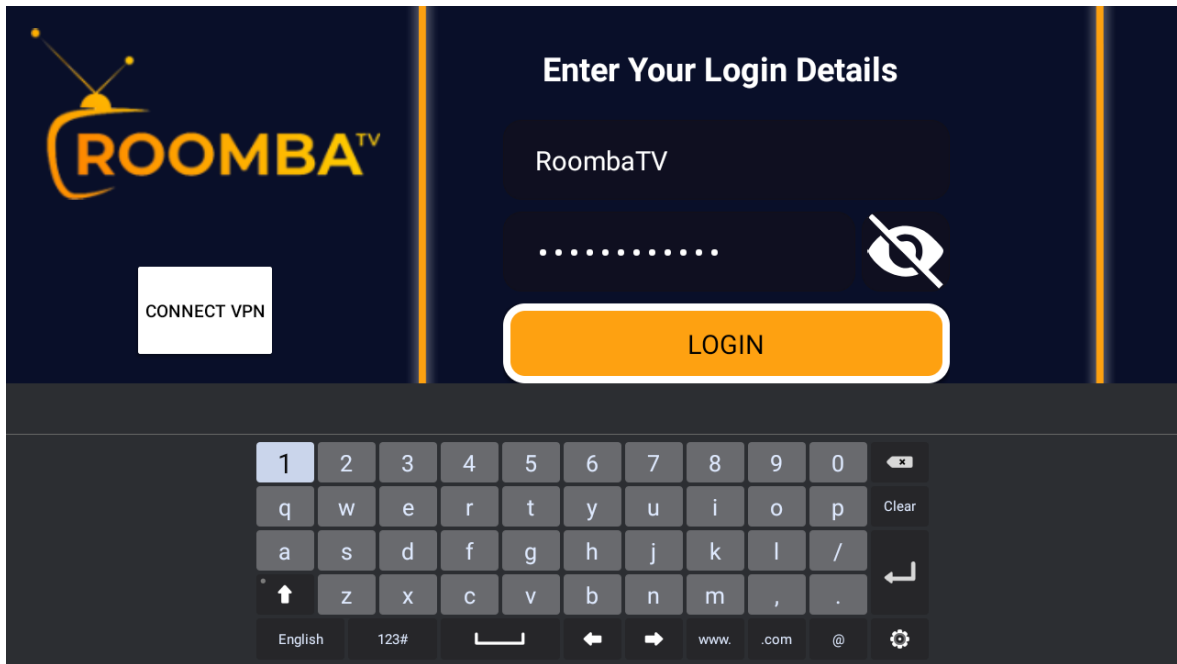 ROOMBA TV
Enter Your Login Details
RoombaTV
••••••••••••
CONNECT VPN
LOGIN
1 2 3 4 5 6 7 8 9 0
q w e r t y u i o p Clear
a s d f g h j k l /
z x c v b n m , .
English 123# www. .com @